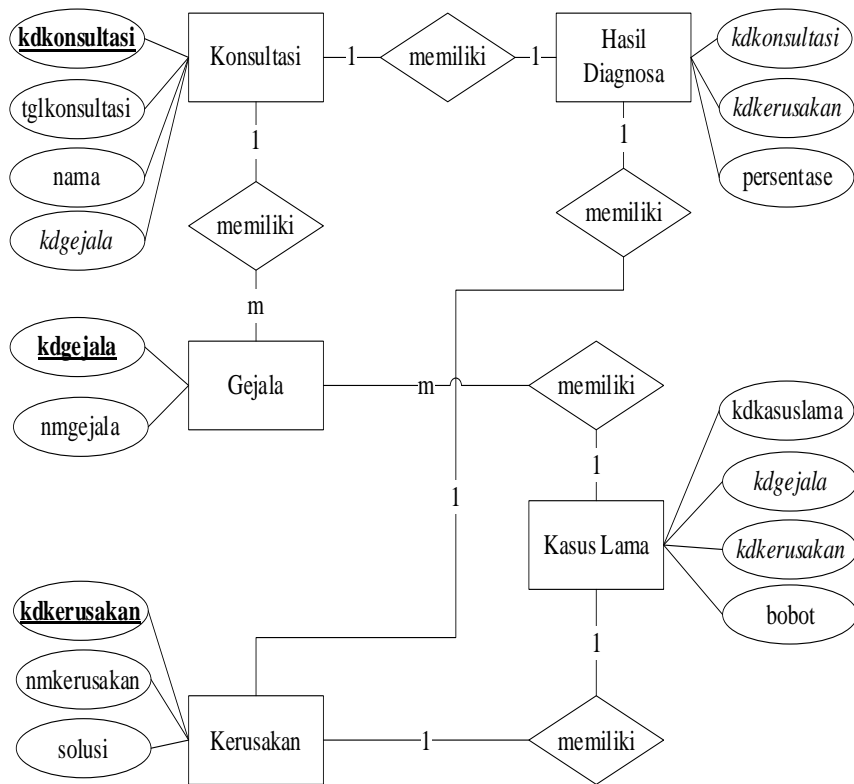 kdkonsultasi
tglkonsultasi
nama
kdgejala
Konsultasi
1
memiliki
1
Hasil
Diagnosa
kdkonsultasi
kdkerusakan
persentase
1
memiliki
m
1
memiliki
kdgejala
nmgejala
Gejala
m
memiliki
1
1
Kasus Lama
kdkasuslama
kdgejala
kdkerusakan
bobot
1
kdkerusakan
nmkerusakan
solusi
Kerusakan
1
memiliki